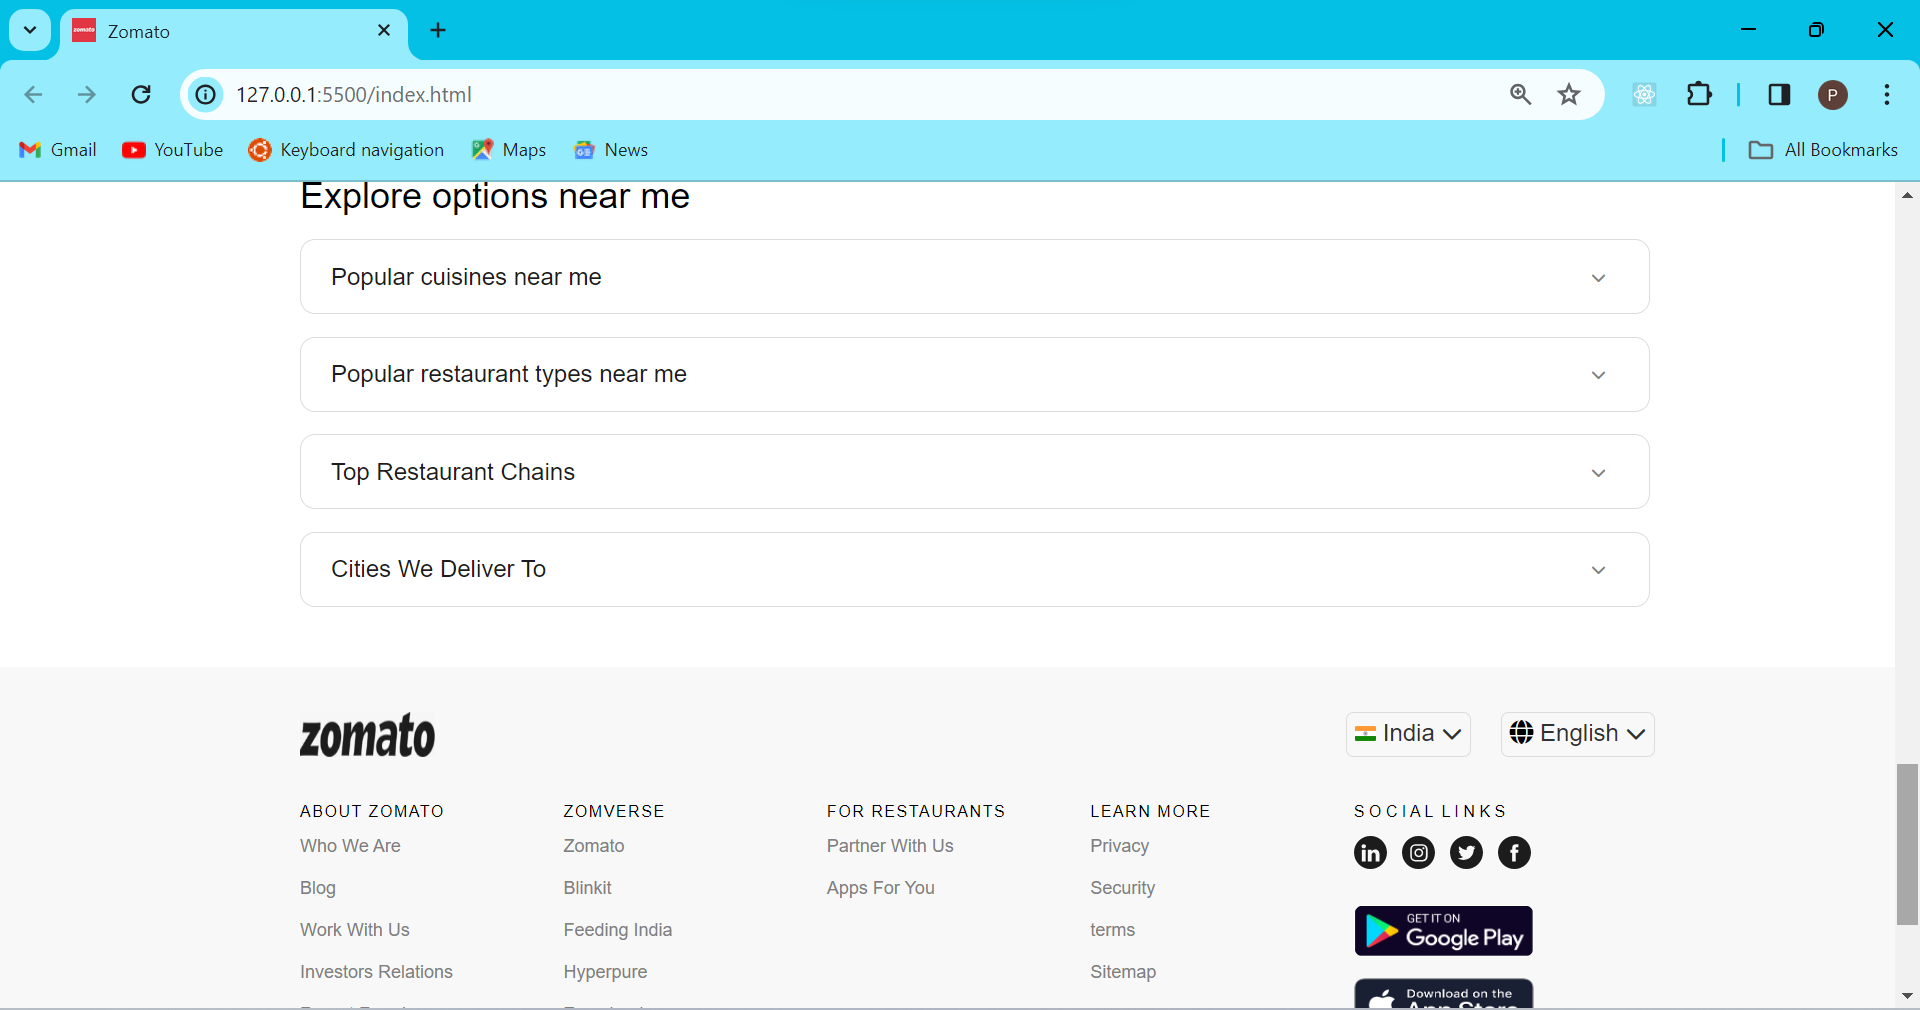 Zomato
127.0.0.1:5500/index.html
P
Gmail
YouTube
Keyboard navigation
Maps
News
All Bookmarks
Explore options near me
Popular cuisines near me
Popular restaurant types near me
Top Restaurant Chains
Cities We Deliver To
zomato
India
English
ABOUT ZOMATO
Who We Are
Blog
Work With Us
Investors Relations
ZOMVERSE
Zomato
Blinkit
Feeding India
Hyperpure
FOR RESTAURANTS
Partner With Us
Apps For You
LEARN MORE
Privacy
Security
terms
Sitemap
SOCIAL LINKS
GET IT ON
Google Play
Download on the
App Store